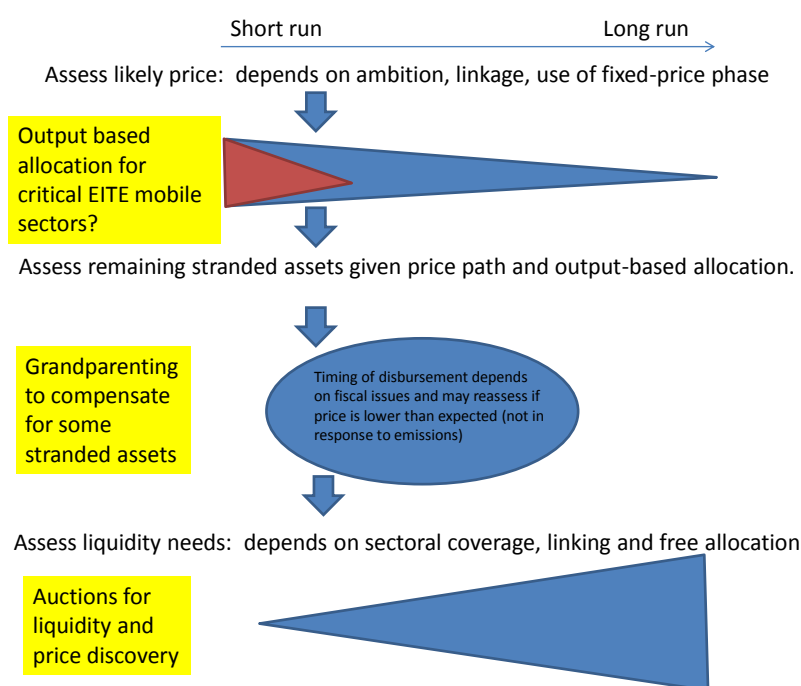 Short run
Long run
Assess likely price: depends on ambition, linkage, use of fixed-price phase
Output based
allocation for
critical EITE mobile
sectors?
Assess remaining stranded assets given price path and output-based allocation.
Grandparenting
to compensate
for some
stranded assets
Timing of disbursement depends
on fiscal issues and may reassess if
price is lower than expected (not in
response to emissions)
Assess liquidity needs: depends on sectoral coverage, linking and free allocation
Auctions for
liquidity and
price discovery